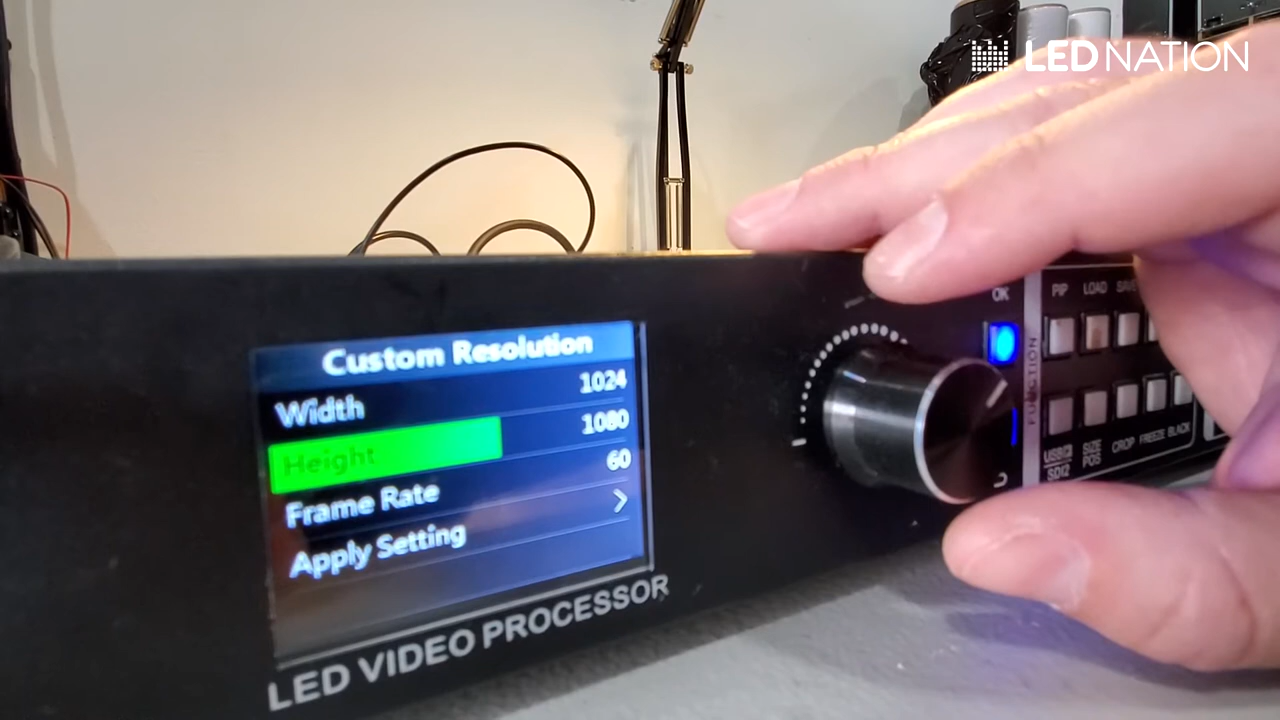 LED NATION
Custom Resolution
Width 1024
Height 1080
Frame Rate 60
Apply Setting >
LED VIDEO PROCESSOR
OK
FUNCTION
PIP LOAD SAVE
USB
SDI2
SIZE
POS
CROP FREEZE BLACK